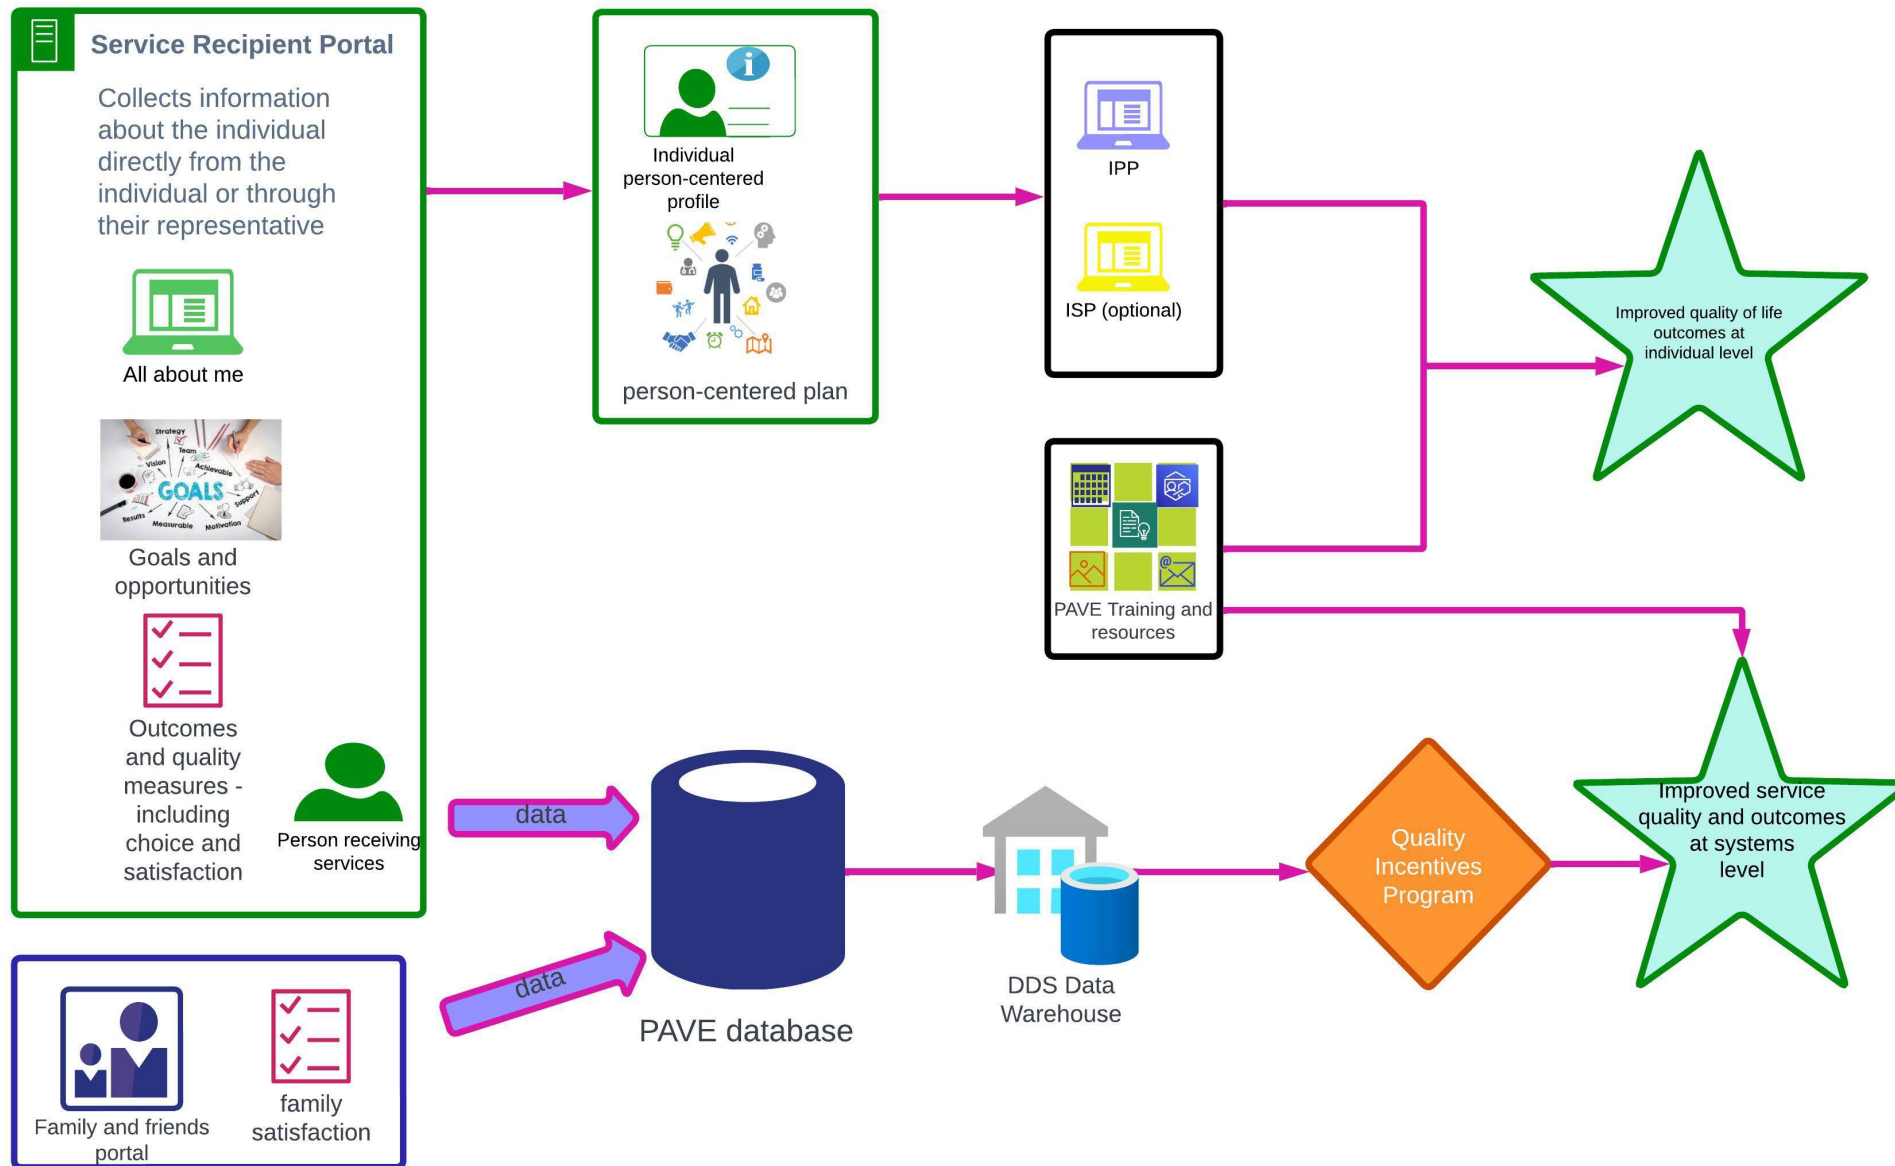 Service Recipient Portal
Collects information
about the individual
directly from the
individual or through
their representative
All about me
Strategy
Team
Vision
Achievable
GOALS
Support
Results
Measurable
Motivation
Goals and
opportunities
Outcomes
and quality
measures -
including
choice and
satisfaction
Person receiving
services
i
Individual
person-centered
profile
person-centered plan
IPP
ISP (optional)
@
PAVE Training and
resources
Improved quality of life
outcomes at
individual level
data
data
PAVE database
DDS Data
Warehouse
Quality
Incentives
Program
Improved service
quality and outcomes
at systems
level
Family and friends
portal
family
satisfaction